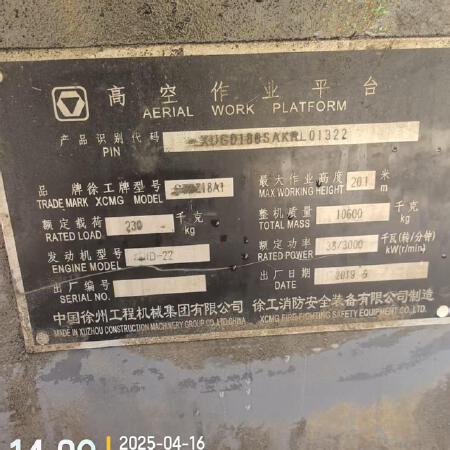 高空作业平台
AERIAL WORK PLATFORM
产品识别代码
PIN
品牌徐工牌型号
TRADE MARK XCMG MODEL
最大作业高度 20.1 米
MAX.WORKING HEIGHT m
额定载荷 230 千克
RATED LOAD kg
整机质量 10600 千克
TOTAL MASS kg
发动机型号
ENGINE MODEL
额定功率 38/3000 千瓦(转/分钟)
RATED POWER kW(r/min)
出厂编号
SERIAL NO.
出厂日期 2019 6
DATE
中国徐州工程机械集团有限公司 徐工消防安全装备有限公司制造
MADE IN XUZHOU CONSTRUCTION MACHINERY GROUP CO.,LTD.CHINA XCMG FIRE-FIGHTING SAFETY EQUIPMENT CO.,LTD.
2025-04-16